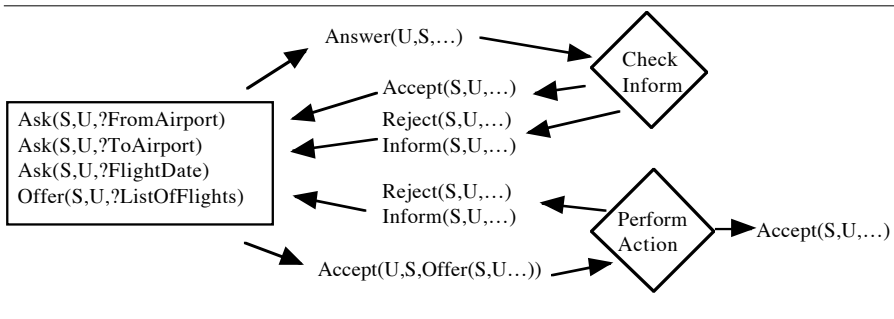 Answer(U,S,…)
Check
Inform
Accept(S,U,…)
Reject(S,U,…)
Inform(S,U,…)
Ask(S,U,?FromAirport)
Ask(S,U,?ToAirport)
Ask(S,U,?FlightDate)
Offer(S,U,?ListOfFlights)
Reject(S,U,…)
Inform(S,U,…)
Perform
Action
Accept(S,U,…)
Accept(U,S,Offer(S,U…))